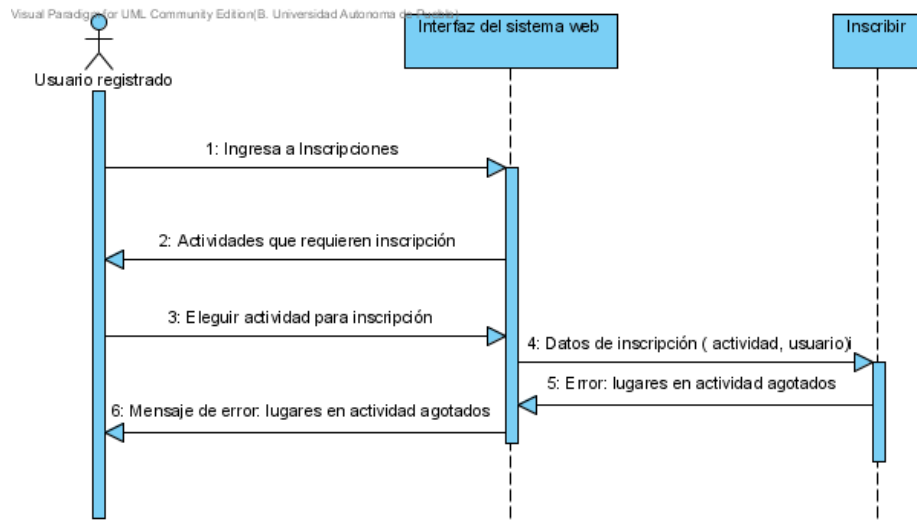 Visual Paradigm for UML Community Edition(B. Universidad Autonoma de Puebla)
Interfaz del sistema web
Inscribir
Usuario registrado
1: Ingresa a Inscripciones
2: Actividades que requieren inscripción
3: Eleguir actividad para inscripción
4: Datos de inscripción ( actividad, usuario)i
5: Error: lugares en actividad agotados
6: Mensaje de error: lugares en actividad agotados